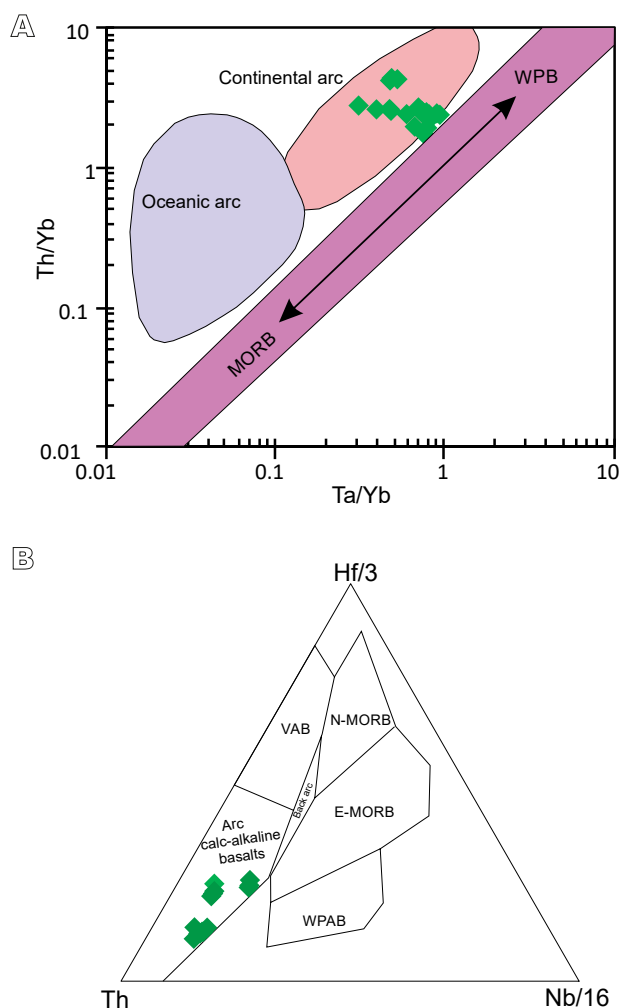 A
10
Continental arc
WPB
1
Oceanic arc
Th/Yb
0.1
MORB
0.01
0.01
0.1
1
10
Ta/Yb
B
Hf/3
N-MORB
VAB
Back arc
E-MORB
Arc
calc-alkaline
basalts
WPAB
Th
Nb/16